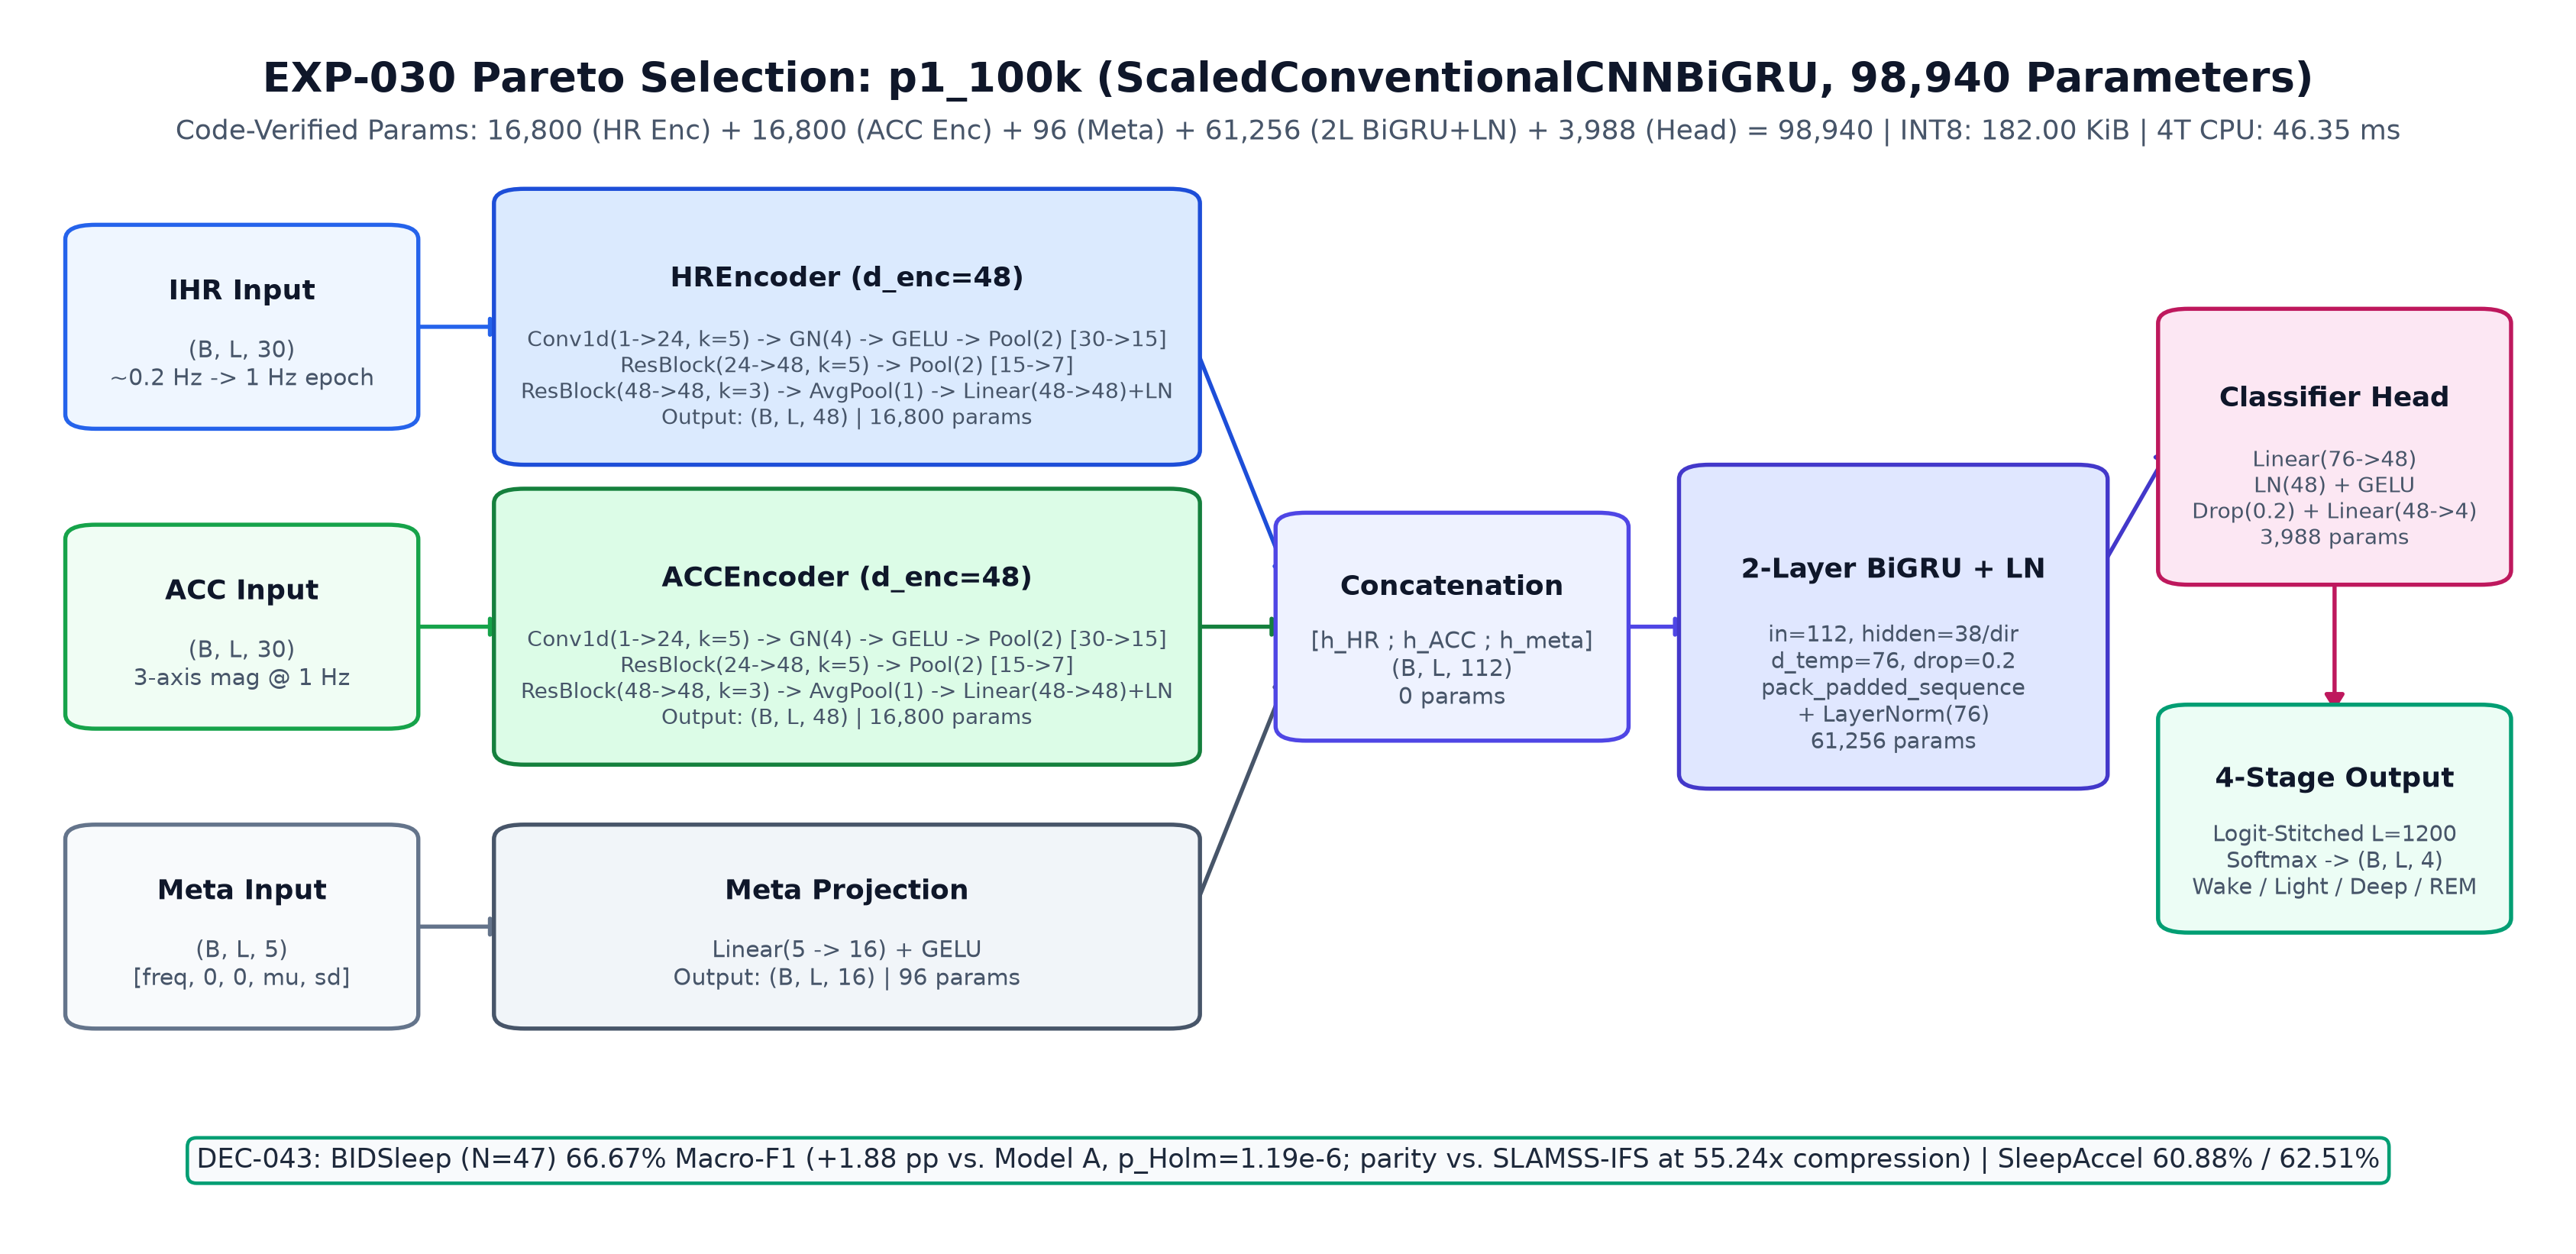 EXP-030 Pareto Selection: p1_100k (ScaledConventionalCNNBiGRU, 98,940 Parameters)
Code-Verified Params: 16,800 (HR Enc) + 16,800 (ACC Enc) + 96 (Meta) + 61,256 (2L BiGRU+LN) + 3,988 (Head) = 98,940 | INT8: 182.00 KiB | 4T CPU: 46.35 ms
IHR Input
(B, L, 30)
~0.2 Hz -> 1 Hz epoch
HREncoder (d_enc=48)
Conv1d(1->24, k=5) -> GN(4) -> GELU -> Pool(2) [30->15]
ResBlock(24->48, k=5) -> Pool(2) [15->7]
ResBlock(48->48, k=3) -> AvgPool(1) -> Linear(48->48)+LN
Output: (B, L, 48) | 16,800 params
ACC Input
(B, L, 30)
3-axis mag @ 1 Hz
ACCEncoder (d_enc=48)
Conv1d(1->24, k=5) -> GN(4) -> GELU -> Pool(2) [30->15]
ResBlock(24->48, k=5) -> Pool(2) [15->7]
ResBlock(48->48, k=3) -> AvgPool(1) -> Linear(48->48)+LN
Output: (B, L, 48) | 16,800 params
Meta Input
(B, L, 5)
[freq, 0, 0, mu, sd]
Meta Projection
Linear(5 -> 16) + GELU
Output: (B, L, 16) | 96 params
Concatenation
[h_HR ; h_ACC ; h_meta]
(B, L, 112)
0 params
2-Layer BiGRU + LN
in=112, hidden=38/dir
d_temp=76, drop=0.2
pack_padded_sequence
+ LayerNorm(76)
61,256 params
Classifier Head
Linear(76->48)
LN(48) + GELU
Drop(0.2) + Linear(48->4)
3,988 params
4-Stage Output
Logit-Stitched L=1200
Softmax -> (B, L, 4)
Wake / Light / Deep / REM
DEC-043: BIDSleep (N=47) 66.67% Macro-F1 (+1.88 pp vs. Model A, p_Holm=1.19e-6; parity vs. SLAMSS-IFS at 55.24x compression) | SleepAccel 60.88% / 62.51%